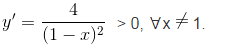 y' = 4/(1 − x)² > 0, ∀x ≠ 1.